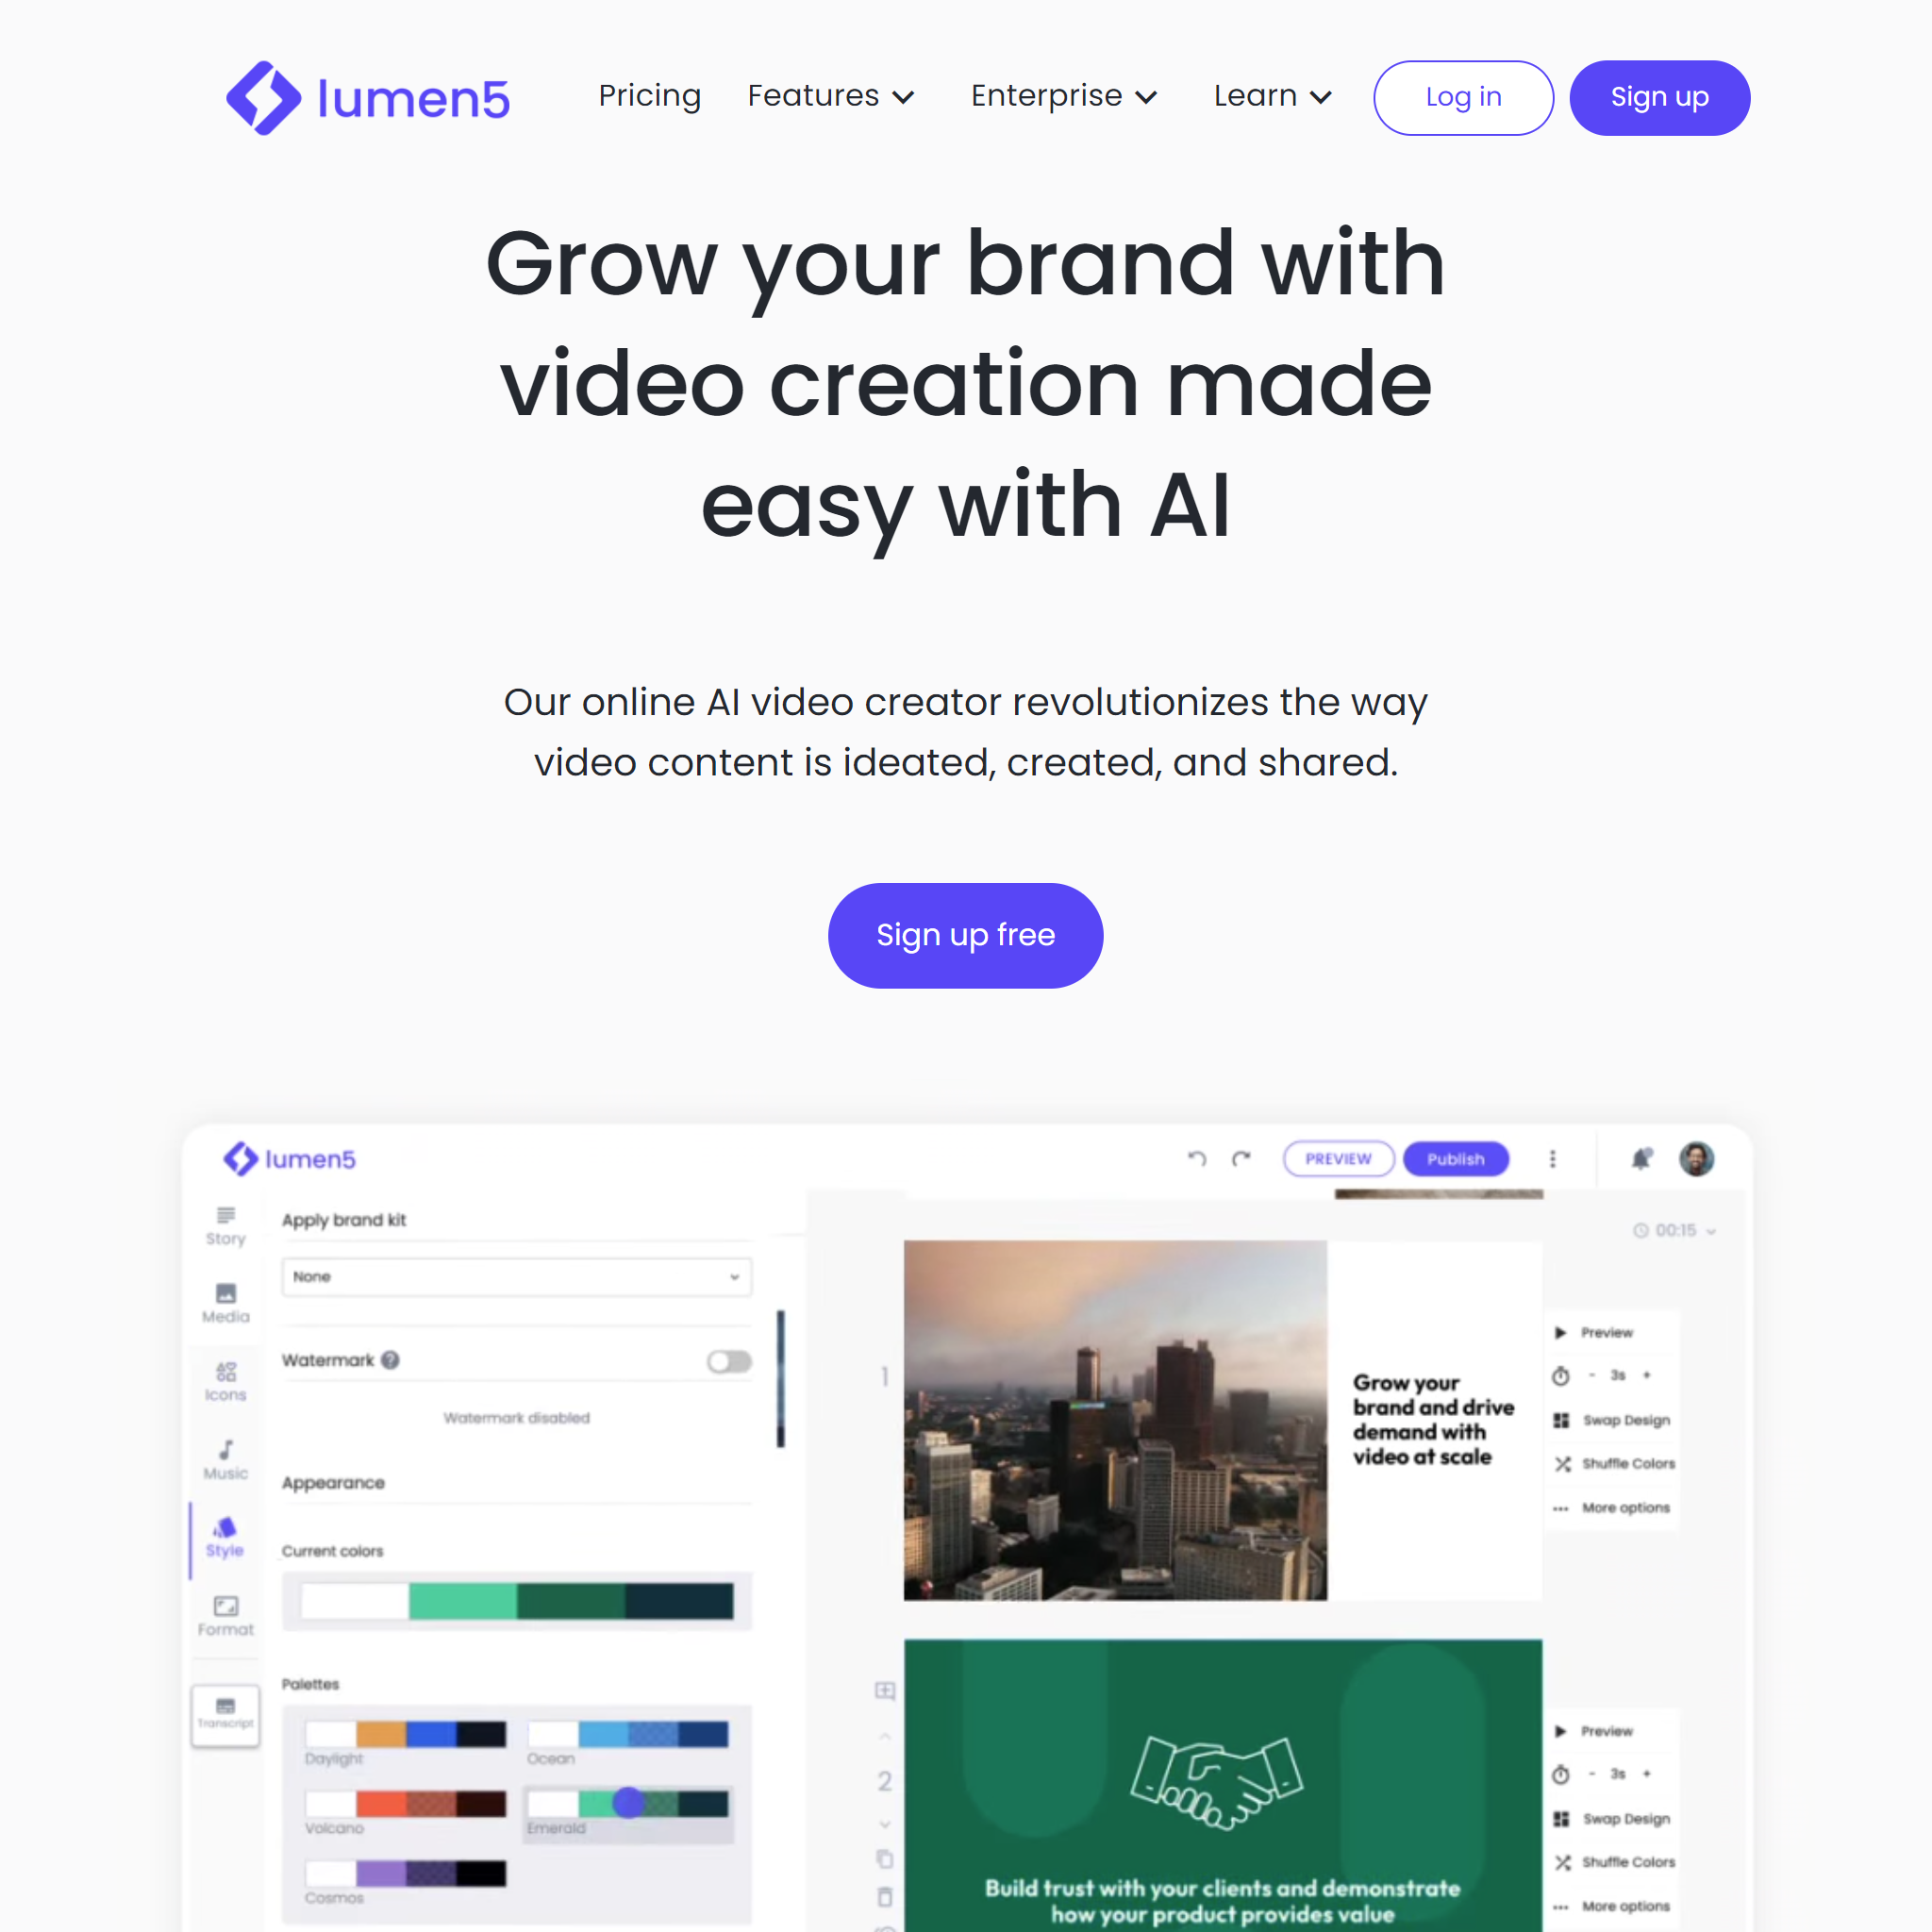 lumen5
Pricing
Features
Enterprise
Learn
Log in
Sign up
Grow your brand with
video creation made
easy with AI
Our online AI video creator revolutionizes the way
video content is ideated, created, and shared.
Sign up free
lumen5
PREVIEW
Publish
Story
Media
Icons
Music
Style
Format
Transcript
Apply brand kit
None
Watermark ?
Watermark disabled
Appearance
Current colors
Palettes
Daylight
Ocean
Volcano
Emerald
Cosmos
00:15
1
Grow your
brand and drive
demand with
video at scale
Preview
- 3s +
Swap Design
Shuffle Colors
More options
2
Build trust with your clients and demonstrate
how your product provides value
Preview
- 3s +
Swap Design
Shuffle Colors
More options